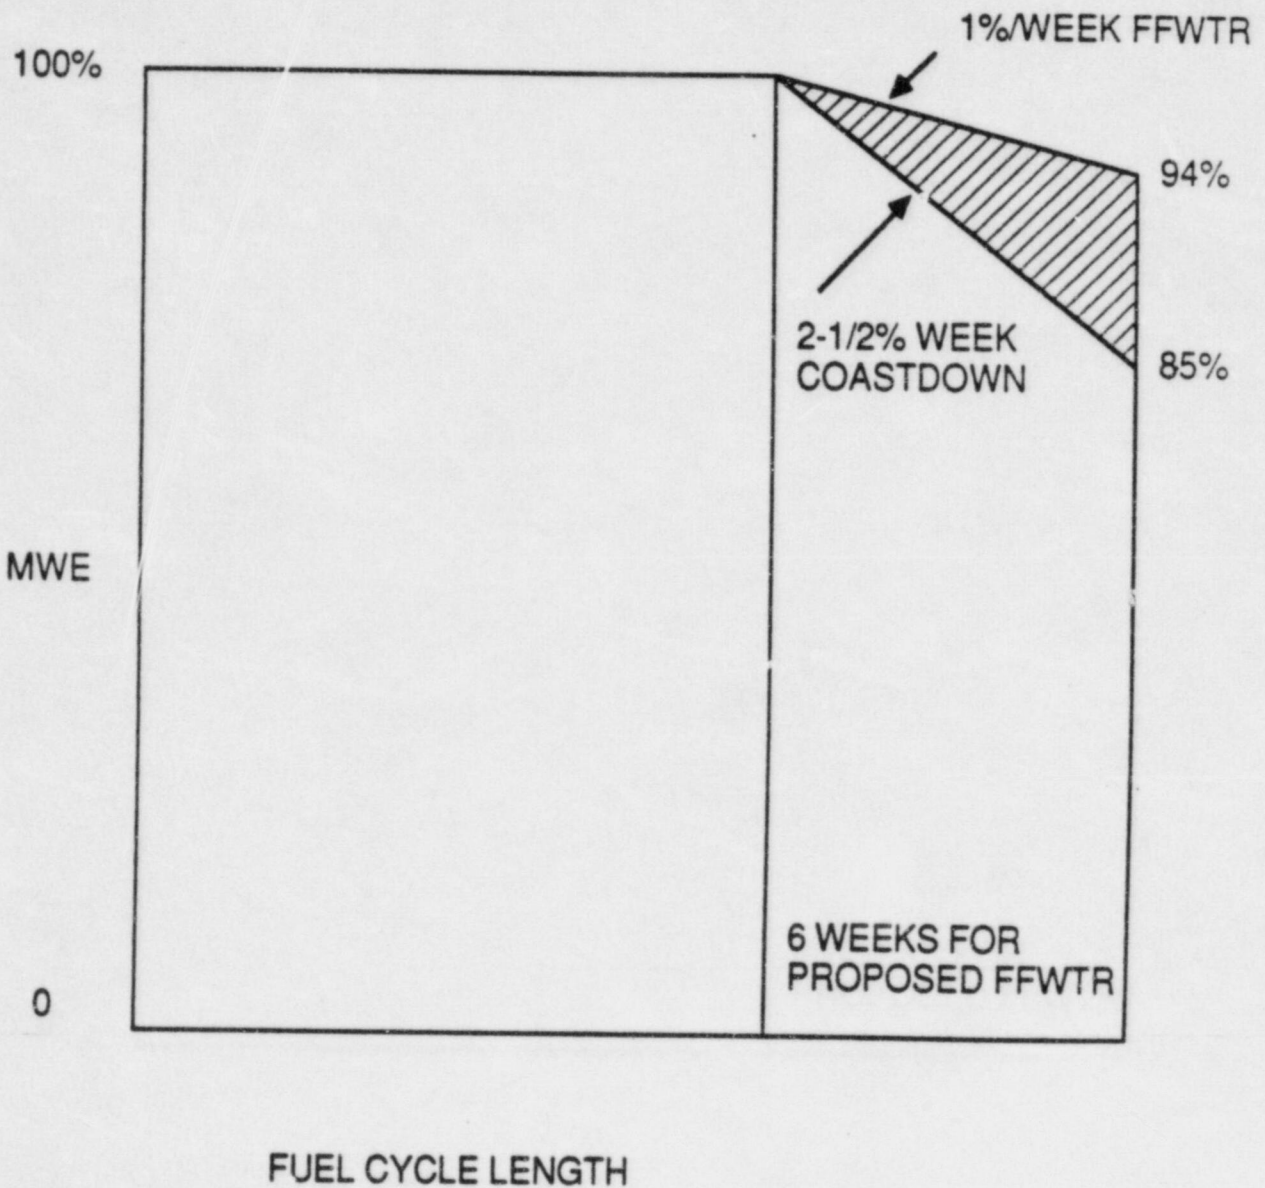 1%/WEEK FFWTR
100%
94%
2-1/2% WEEK
COASTDOWN
85%
MWE
6 WEEKS FOR
PROPOSED FFWTR
0
FUEL CYCLE LENGTH